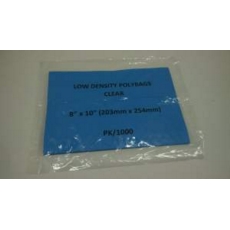 LOW DENSITY POLYBAGS
CLEAR
8" x 10" (203mm x 254mm)
PK/1000